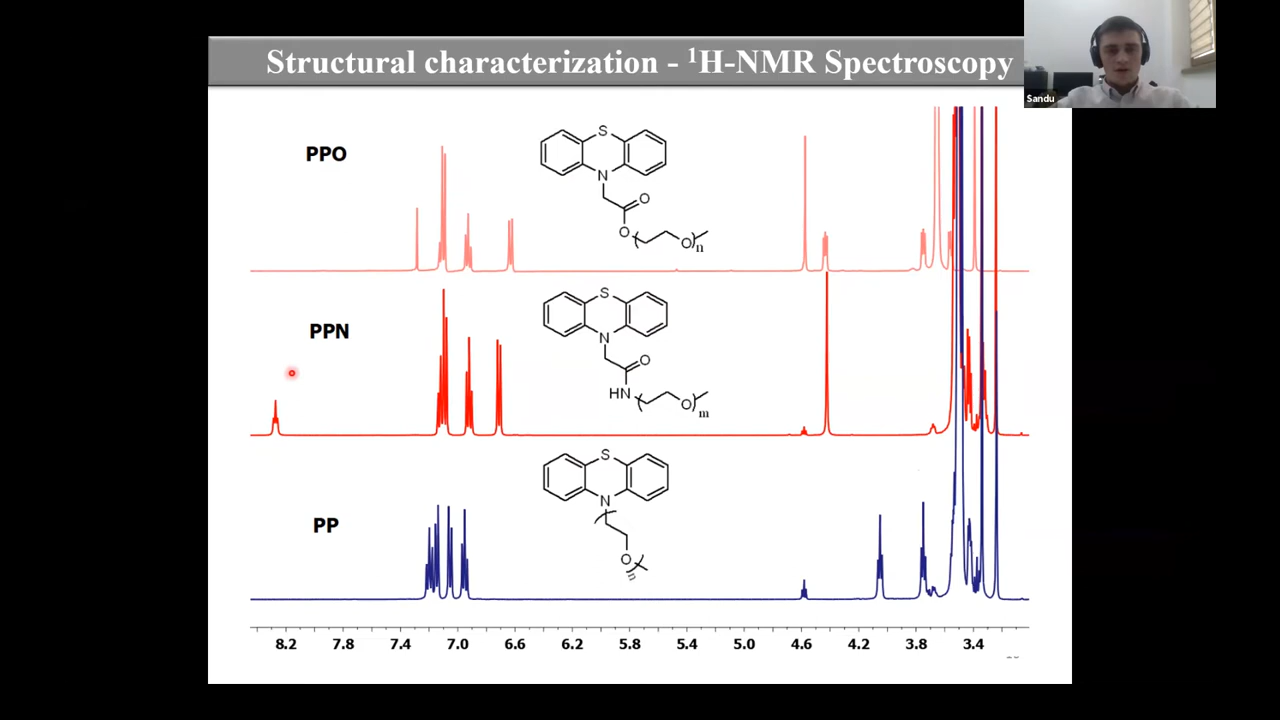 Structural characterization - ¹H-NMR Spectroscopy
Sandu
PPO
S
N
O
O
O
n
PPN
S
N
O
HN
O
m
PP
S
N
O
n
8.2 7.8 7.4 7.0 6.6 6.2 5.8 5.4 5.0 4.6 4.2 3.8 3.4